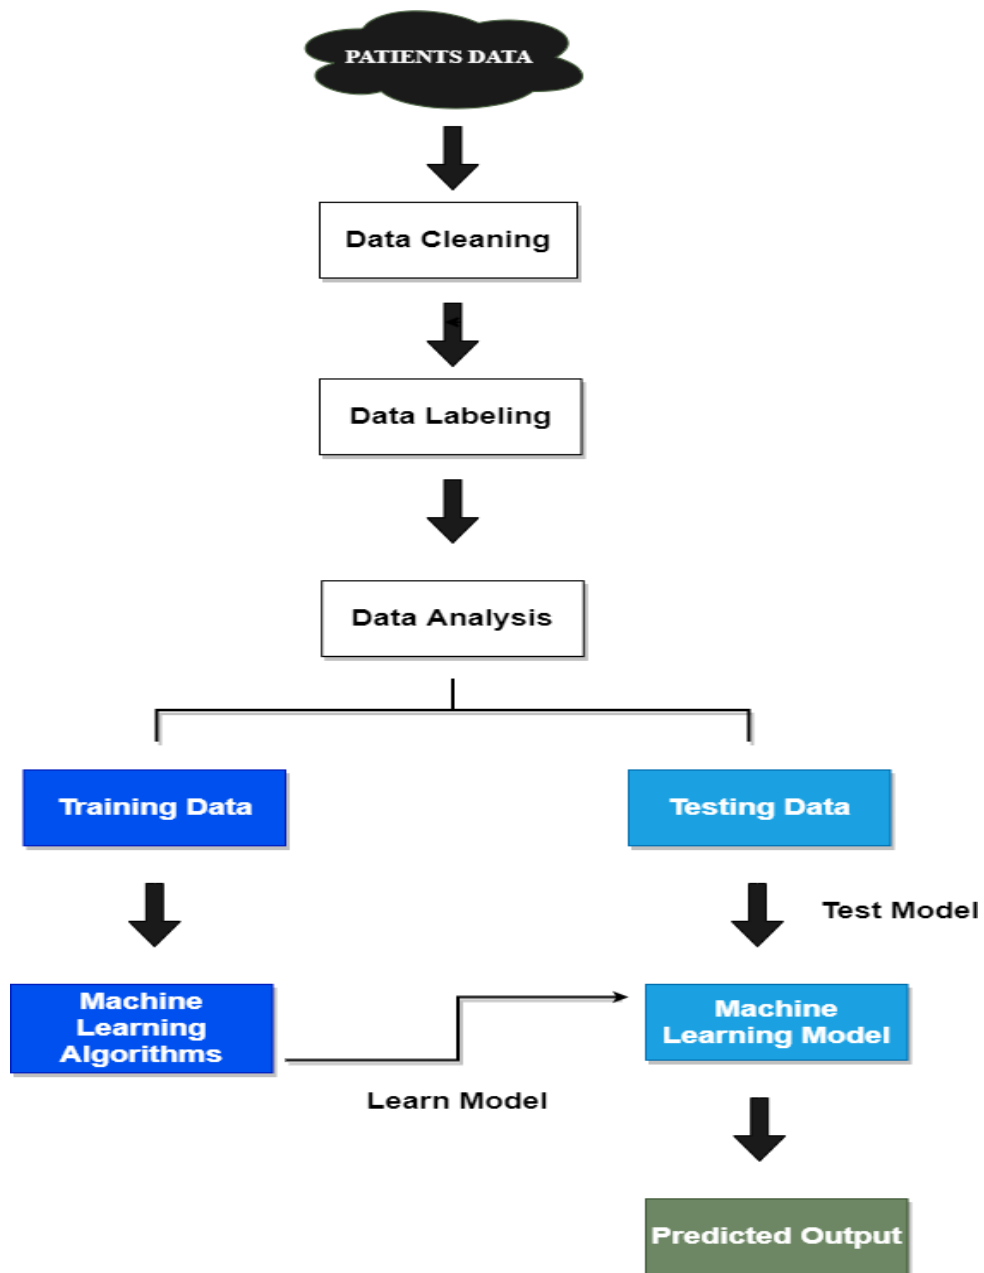 PATIENTS DATA
Data Cleaning
Data Labeling
Data Analysis
Training Data
Testing Data
Test Model
Machine
Learning
Algorithms
Machine
Learning Model
Learn Model
Predicted Output